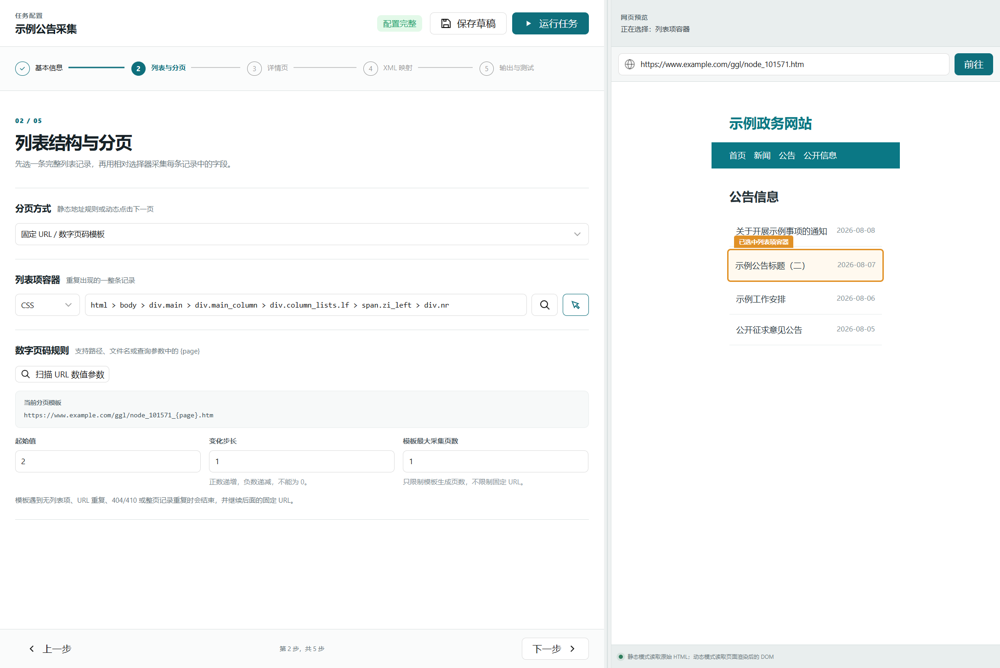 任务配置
示例公告采集
配置完整
保存草稿
运行任务
基本信息
2 列表与分页
3 详情页
4 XML 映射
5 输出与测试
02 / 05
列表结构与分页
先选一条完整列表记录，再用相对选择器采集每条记录中的字段。
分页方式 静态地址规则或动态点击下一页
固定 URL / 数字页码模板
列表项容器 重复出现的一整条记录
CSS
html > body > div.main > div.main_column > div.column_lists.lf > span.zi_left > div.nr
数字页码规则 支持路径、文件名或查询参数中的 {page}
扫描 URL 数值参数
当前分页模板
https://www.example.com/ggl/node_101571_{page}.htm
起始值
2
变化步长
1
正数递增，负数递减，不能为 0。
模板最大采集页数
1
只限制模板生成页数，不限制固定 URL。
模板遇到无列表项、URL 重复、404/410 或整页记录重复时会结束，并继续后面的固定 URL。
上一步
第 2 步，共 5 步
下一步
网页预览
正在选择：列表项容器
https://www.example.com/ggl/node_101571.htm
前往
示例政务网站
首页 新闻 公告 公开信息
公告信息
关于开展示例事项的通知 2026-08-08
已选中列表项容器
示例公告标题（二） 2026-08-07
示例工作安排 2026-08-06
公开征求意见公告 2026-08-05
静态模式读取原始 HTML；动态模式读取页面渲染后的 DOM